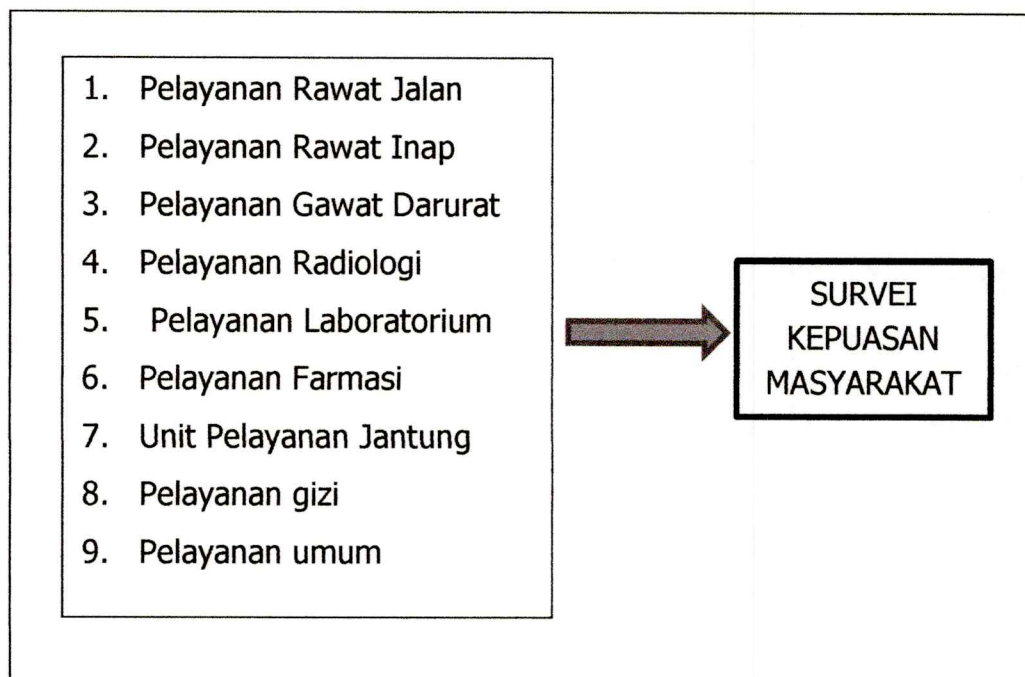 1. Pelayanan Rawat Jalan
2. Pelayanan Rawat Inap
3. Pelayanan Gawat Darurat
4. Pelayanan Radiologi
5. Pelayanan Laboratorium
6. Pelayanan Farmasi
7. Unit Pelayanan Jantung
8. Pelayanan gizi
9. Pelayanan umum
SURVEI
KEPUASAN
MASYARAKAT